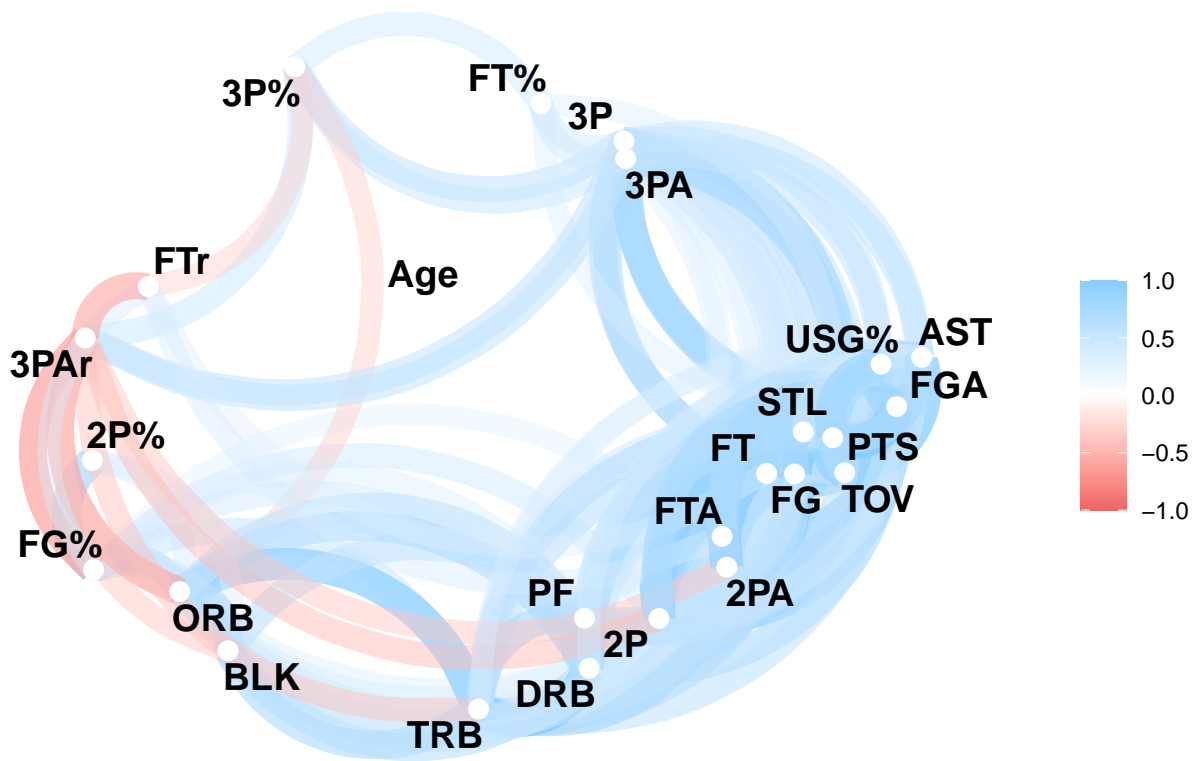 FT%
3P%
3P
3PA
FTr
Age
1.0
0.5
0.0
−0.5
−1.0
USG%
AST
3PAr
FGA
STL
2P%
FT
PTS
FG
TOV
FTA
FG%
PF
2PA
ORB
2P
BLK
DRB
TRB